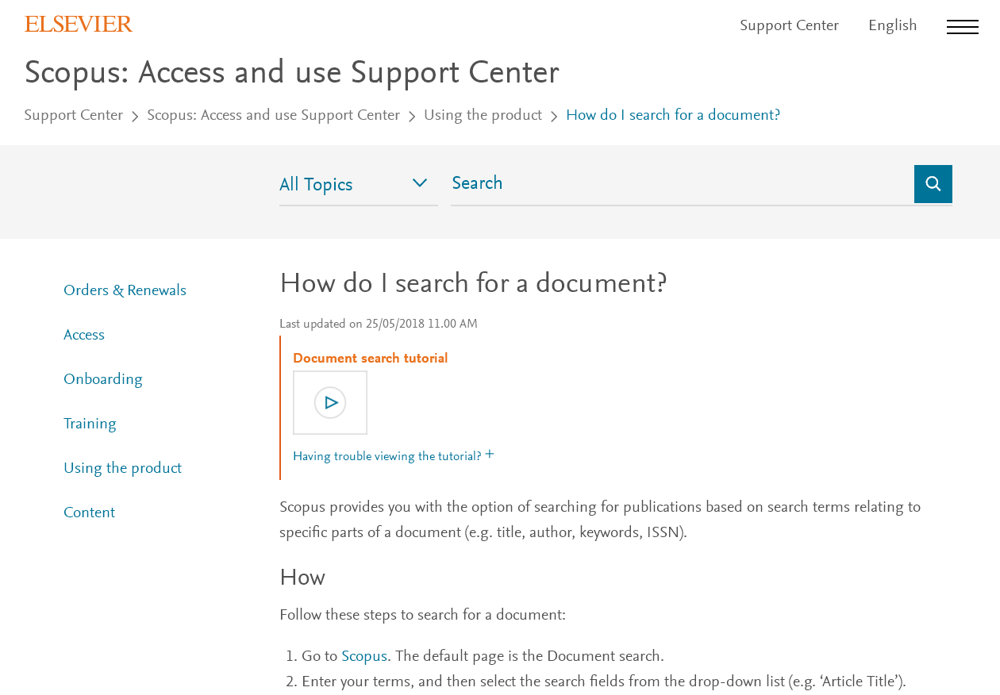 ELSEVIER
Support Center
English
Scopus: Access and use Support Center
Support Center
Scopus: Access and use Support Center
Using the product
How do I search for a document?
All Topics
Search
Orders & Renewals
Access
Onboarding
Training
Using the product
Content
How do I search for a document?
Last updated on 25/05/2018 11.00 AM
Document search tutorial
Having trouble viewing the tutorial? +
Scopus provides you with the option of searching for publications based on search terms relating to
specific parts of a document (e.g. title, author, keywords, ISSN).
How
Follow these steps to search for a document:
1. Go to Scopus. The default page is the Document search.
2. Enter your terms, and then select the search fields from the drop-down list (e.g. ‘Article Title’).